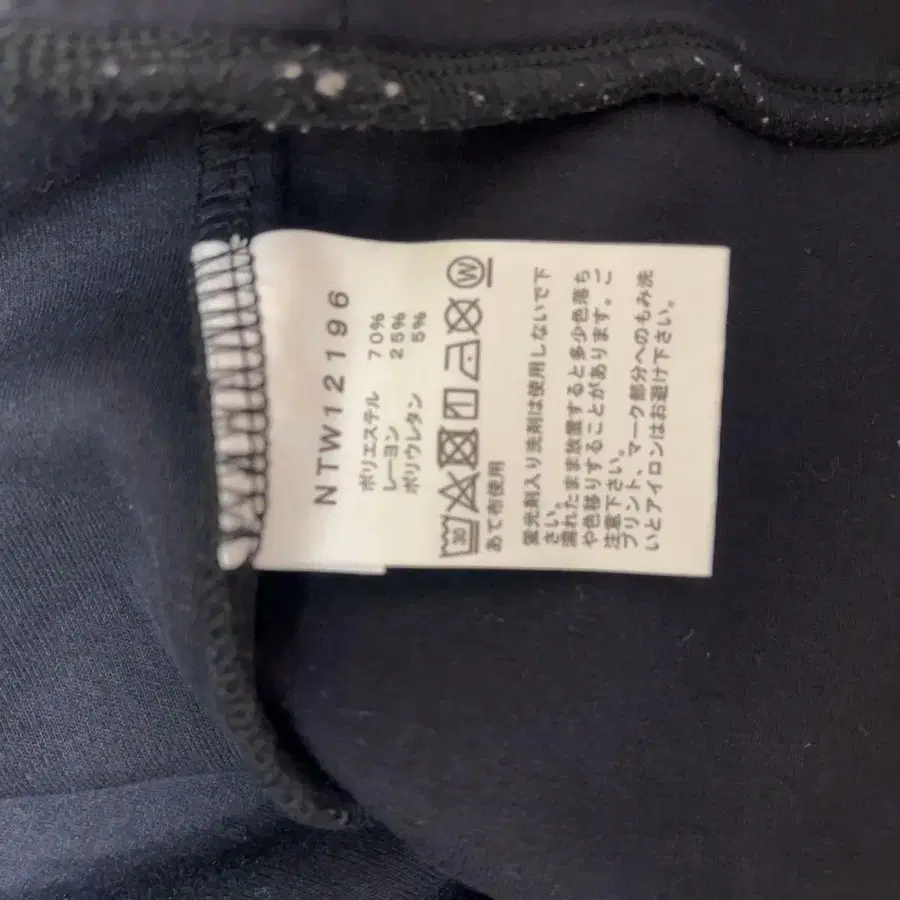 NTW12196
ポリエステル 70%
レーヨン 25%
ポリウレタン 5%
30
W
あて布使用
蛍光剤入り洗剤は使用しないで下
さい。
濡れたまま放置すると多少色落ち
や色移りすることがあります。ご
注意下さい。
プリント、マーク部分へのもみ洗
いとアイロンはお避け下さい。